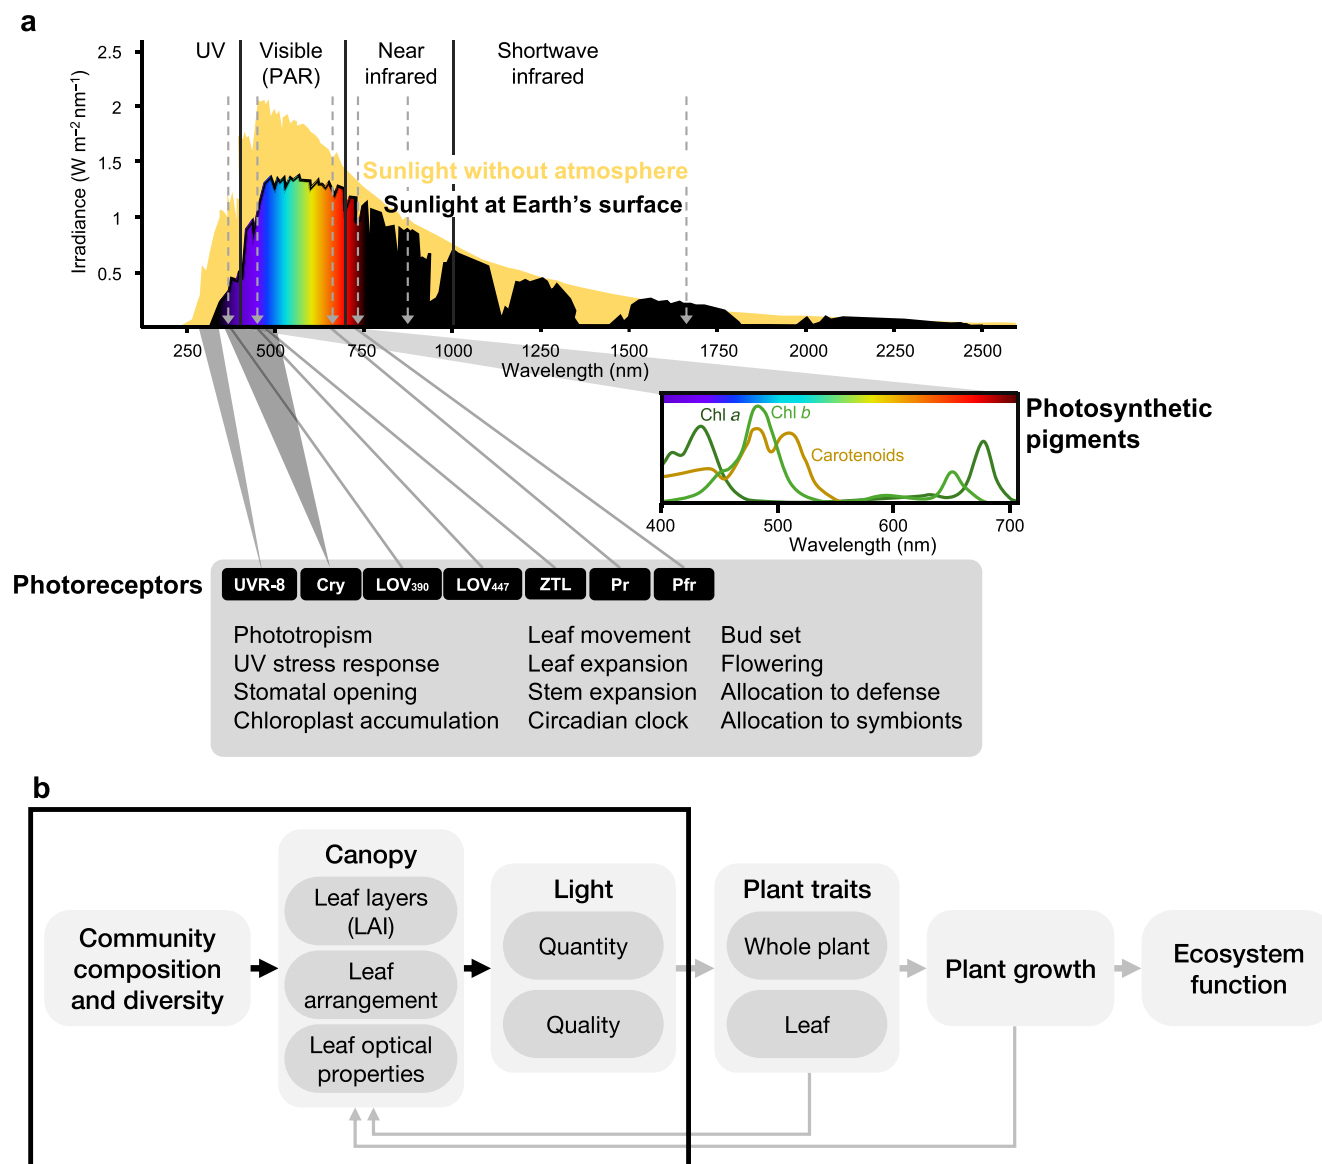 a
UV
Visible
(PAR)
Near
infrared
Shortwave
infrared
Irradiance (W m–2 nm–1)
2.5
2
1.5
1
0.5
Sunlight without atmosphere
Sunlight at Earth's surface
250
500
750
1000
1250
1500
1750
2000
2250
2500
Wavelength (nm)
Chl a
Chl b
Carotenoids
Photosynthetic
pigments
400
500
600
700
Wavelength (nm)
Photoreceptors
UVR-8
Cry
LOV390
LOV447
ZTL
Pr
Pfr
Phototropism
UV stress response
Stomatal opening
Chloroplast accumulation
Leaf movement
Leaf expansion
Stem expansion
Circadian clock
Bud set
Flowering
Allocation to defense
Allocation to symbionts
b
Community
composition
and diversity
Canopy
Leaf layers
(LAI)
Leaf
arrangement
Leaf optical
properties
Light
Quantity
Quality
Plant traits
Whole plant
Leaf
Plant growth
Ecosystem
function